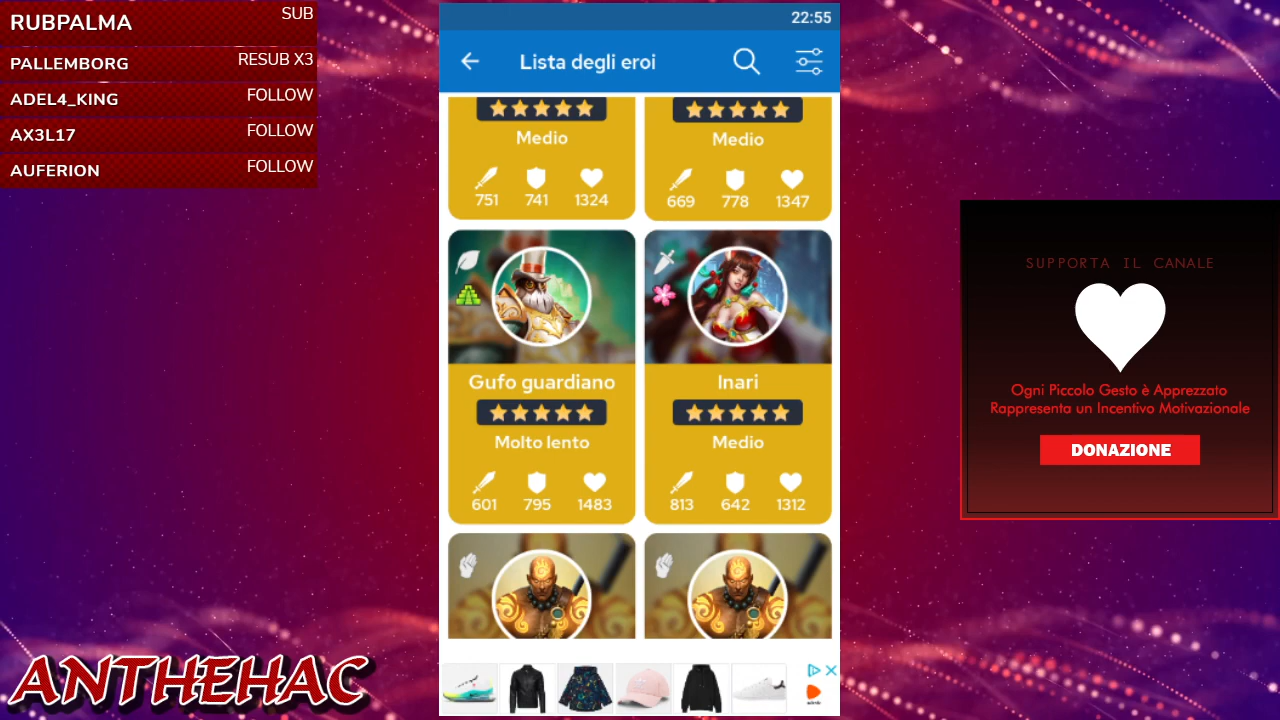 RUBPALMA SUB
PALLEMBORG RESUB X3
ADEL4_KING FOLLOW
AX3L17 FOLLOW
AUFERION FOLLOW
22:55
Lista degli eroi
Medio Medio
751 741 1324 669 778 1347
Gufo guardiano Inari
Molto lento Medio
601 795 1483 813 642 1312
SUPPORTA IL CANALE
Ogni Piccolo Gesto è Apprezzato
Rappresenta un Incentivo Motivazionale
DONAZIONE
ANTHEHAC